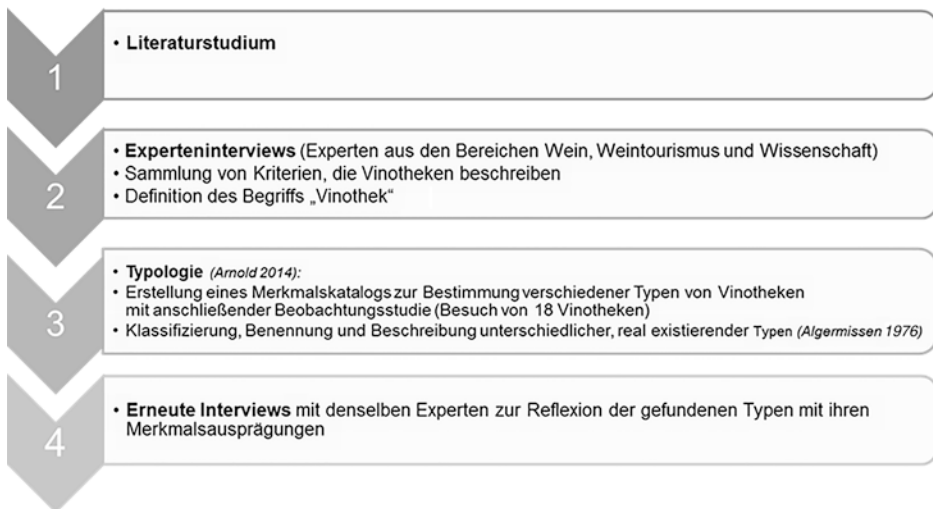 1
• Literaturstudium
2
• Experteninterviews (Experten aus den Bereichen Wein, Weintourismus und Wissenschaft)
• Sammlung von Kriterien, die Vinotheken beschreiben
• Definition des Begriffs „Vinothek“
3
• Typologie (Arnold 2014):
• Erstellung eines Merkmalskatalogs zur Bestimmung verschiedener Typen von Vinotheken
mit anschließender Beobachtungsstudie (Besuch von 18 Vinotheken)
• Klassifizierung, Benennung und Beschreibung unterschiedlicher, real existierender Typen (Algermissen 1976)
4
• Erneute Interviews mit denselben Experten zur Reflexion der gefundenen Typen mit ihren
Merkmalsausprägungen